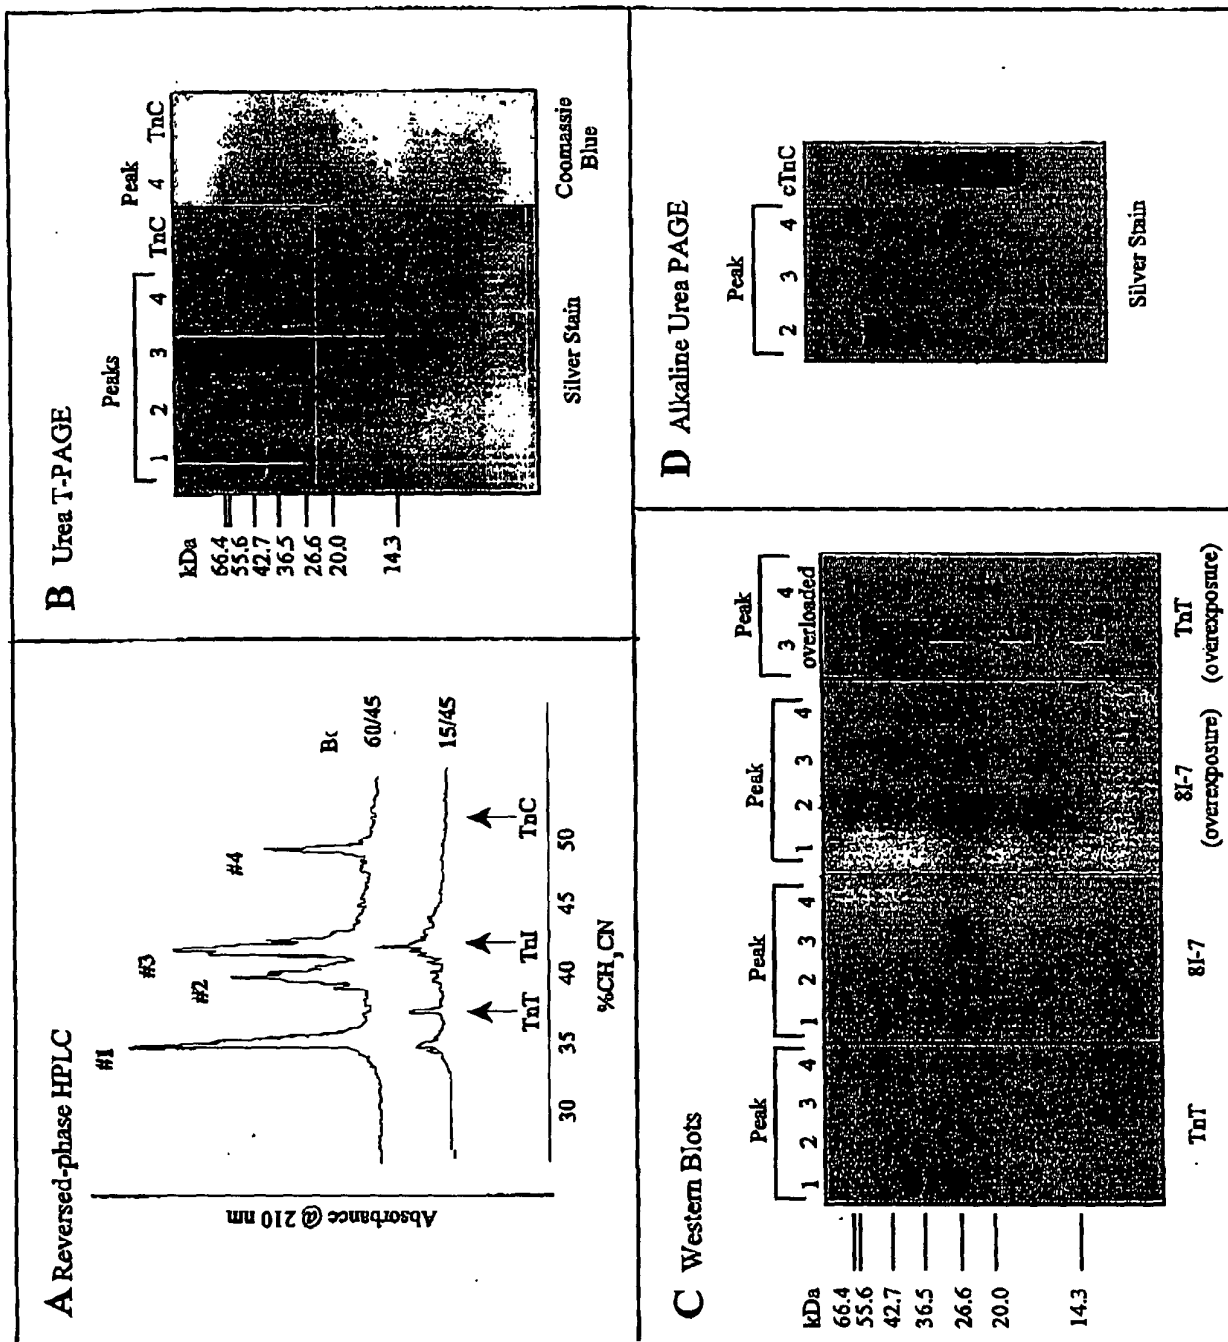 A Reversed-phase HPLC
Absorbance @ 210 nm
#1
#2
#3
#4
60/45
15/45
TnT
TnI
TnC
30 35 40 45 50
%CH3CN
B Urea T-PAGE
Peaks
Peak
1 2 3 4 TnC 4 TnC
kDa
66.4
55.6
42.7
36.5
26.6
20.0
14.3
Silver Stain
Coomassie
Blue
C Western Blots
Peak Peak Peak Peak
1 2 3 4 1 2 3 4 1 2 3 4 3 4
overloaded
kDa
66.4
55.6
42.7
36.5
26.6
20.0
14.3
TnT 8I-7 8I-7 TnT
(overexposure) (overexposure)
D Alkaline Urea PAGE
Peak
2 3 4 cTnC
Silver Stain